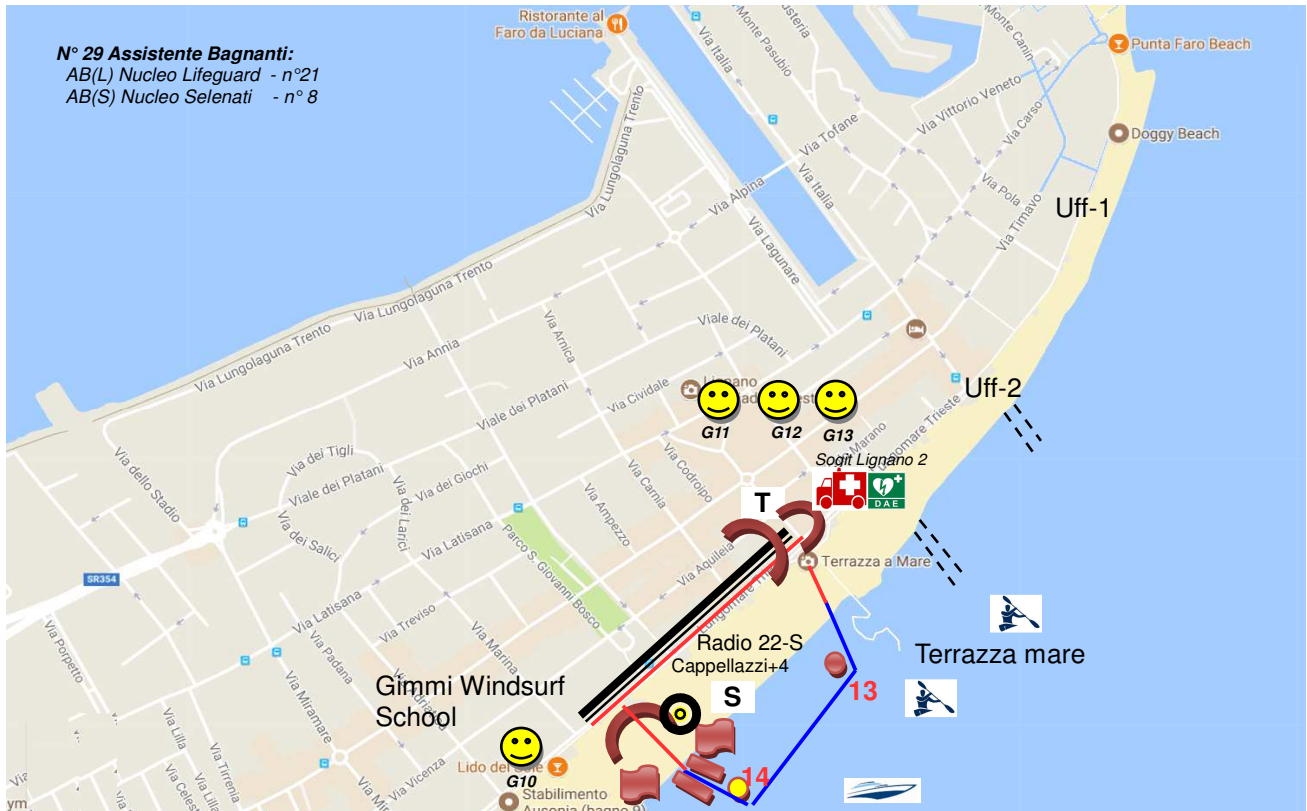 N° 29 Assistente Bagnanti:
AB(L) Nucleo Lifeguard - n°21
AB(S) Nucleo Selenati - n° 8
Ristorante al
Faro da Luciana
Via Italia
Via Monte Pasubio
Monte Canin
Punta Faro Beach
Via Vittorio Veneto
Via Carso
Doggy Beach
Via Tofane
Via Lungolaguna Trento
Via Alpina
Via Italia
Via Pola
Via Timavo
Uff-1
Via Lagunare
Via Lungolaguna Trento
Via Lungolaguna Trento
Via Annia
Via Arnica
Viale dei Platani
Via Cividale
Uff-2
G11
G12
G13
Viale dei Platani
Lungomare Trieste
Sogit Lignano 2
DAE
Via dello Stadio
Via dei Tigli
Viale dei Platani
Via dei Giochi
Via dei Larici
Via Codroipo
Via Carnia
Via Ampezzo
T
Via dei Salici
Via Latisana
Parco S. Giovanni Bosco
Via Aquileia
Terrazza a Mare
SR354
Via Latisana
Via Treviso
Radio 22-S
Cappellazzi+4
Terrazza mare
Via Porpetto
Via Padana
Via Miramare
Via Marina
Via Adriatica
Gimmi Windsurf
School
S
13
Via Lilla
Via Tirrenia
Via Vicenza
G10
14
Stabilimento
Ausonia (bagno 9)